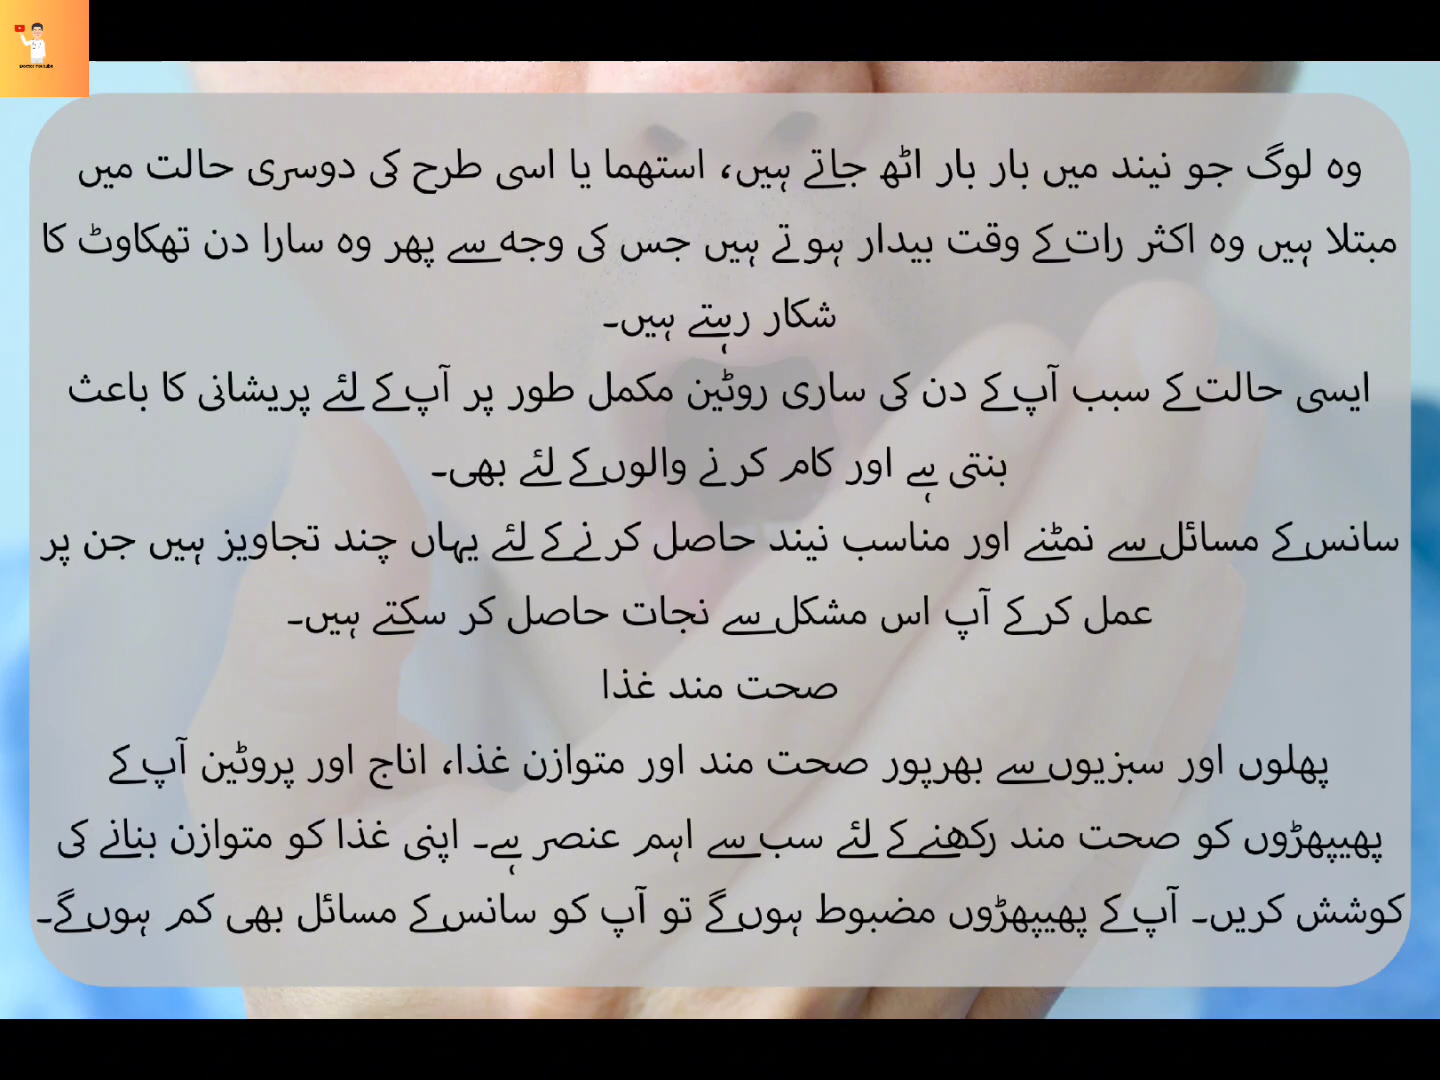 Doctor Youtube
وہ لوگ جو نیند میں بار بار اٹھ جاتے ہیں، استھما یا اسی طرح کی دوسری حالت میں
مبتلا ہیں وہ اکثر رات کے وقت بیدار ہوتے ہیں جس کی وجہ سے پھر وہ سارا دن تھکاوٹ کا
شکار رہتے ہیں۔
ایسی حالت کے سبب آپ کے دن کی ساری روٹین مکمل طور پر آپ کے لئے پریشانی کا باعث
بنتی ہے اور کام کرنے والوں کے لئے بھی۔
سانس کے مسائل سے نمٹنے اور مناسب نیند حاصل کرنے کے لئے یہاں چند تجاویز ہیں جن پر
عمل کرکے آپ اس مشکل سے نجات حاصل کر سکتے ہیں۔
صحت مند غذا
پھلوں اور سبزیوں سے بھرپور صحت مند اور متوازن غذا، اناج اور پروٹین آپ کے
پھیپھڑوں کو صحت مند رکھنے کے لئے سب سے اہم عنصر ہے۔ اپنی غذا کو متوازن بنانے کی
کوشش کریں۔ آپ کے پھیپھڑوں مضبوط ہوں گے تو آپ کو سانس کے مسائل بھی کم ہوں گے۔